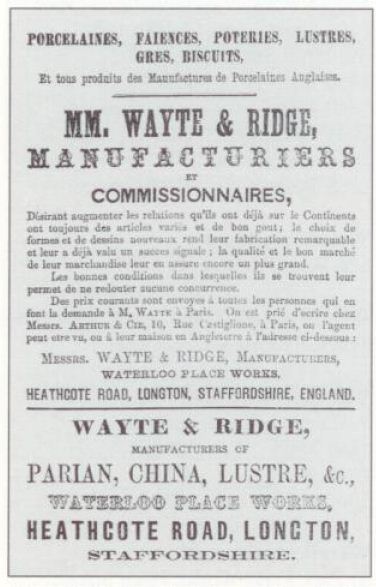 PORCELAINES, FAIENCES, POTERIES, LUSTRES,
GRES, BISCUITS,
Et tous produits des Manufactures de Porcelaines Anglaises.
MM. WAYTE & RIDGE,
MANUFACTURIERS
ET
COMMISSIONNAIRES,
Désirant augmenter les relations qu'ils ont déjà sur le Continents
ont toujours des articles variés et de bon gout; le choix de
formes et de dessins nouveaux rend leur fabrication remarquable
et leur a déjà valu un succes signale; la qualité et le bon marché
de leur marchandise leur en assure encore un plus grand.
Les bonnes conditions dans lesquelles ils se trouvent leur
permet de ne redouter aucune concurrence.
Des prix courants sont envoyés à toutes les personnes qui en
font la demande à M, WAYTE à Paris. On est prié d'ecrire chez
Messrs. ARTHUR & CIE, 10, Rue Castiglione, à Paris, ou l'agent
peut etre vu, ou à leur maison en Angleterre à l'adresse ci-dessous:
MESSRS. WAYTE & RIDGE, MANUFACTURERS,
WATERLOO PLACE WORKS,
HEATHCOTE ROAD, LONGTON, STAFFORDSHIRE, ENGLAND.
WAYTE & RIDGE,
MANUFACTURERS OF
PARIAN, CHINA, LUSTRE, &c.,
WATERLOO PLACE WORKS,
HEATHCOTE ROAD, LONGTON,
STAFFORDSHIRE.